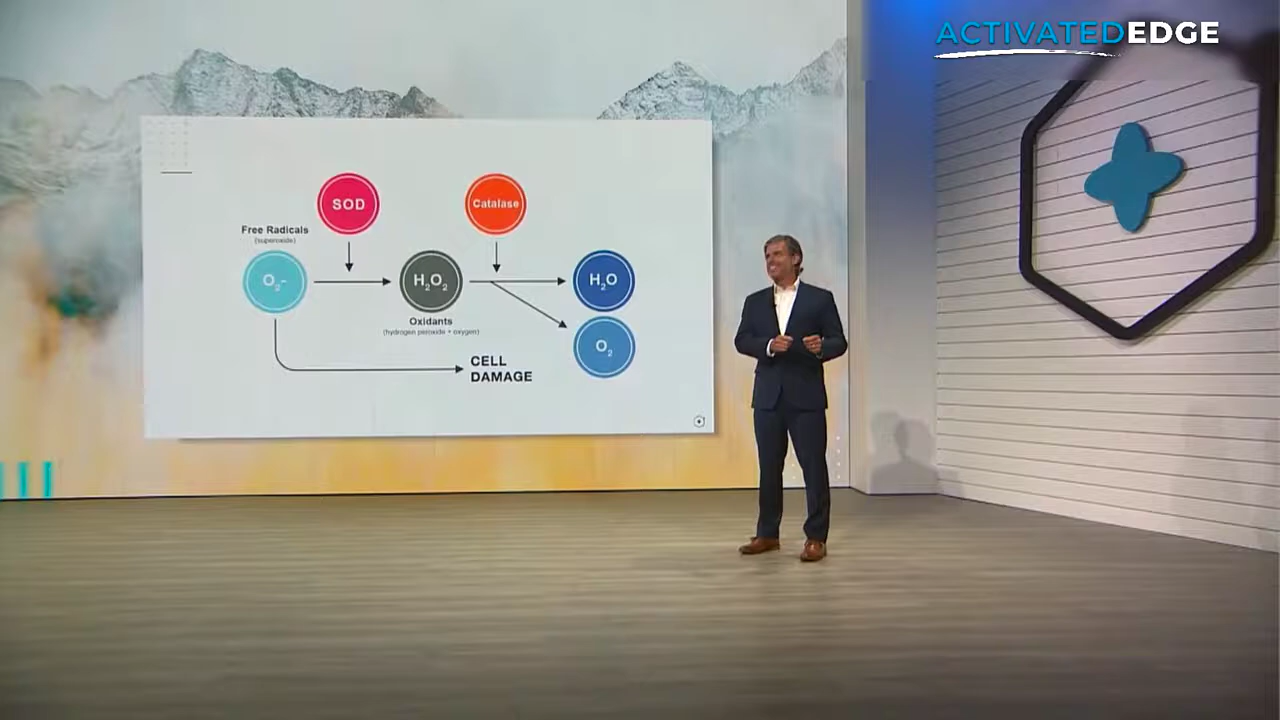 ACTIVATEDEDGE
SOD
Catalase
Free Radicals
(superoxide)
O₂-
H₂O₂
H₂O
Oxidants
(hydrogen peroxide + oxygen)
O₂
CELL
DAMAGE